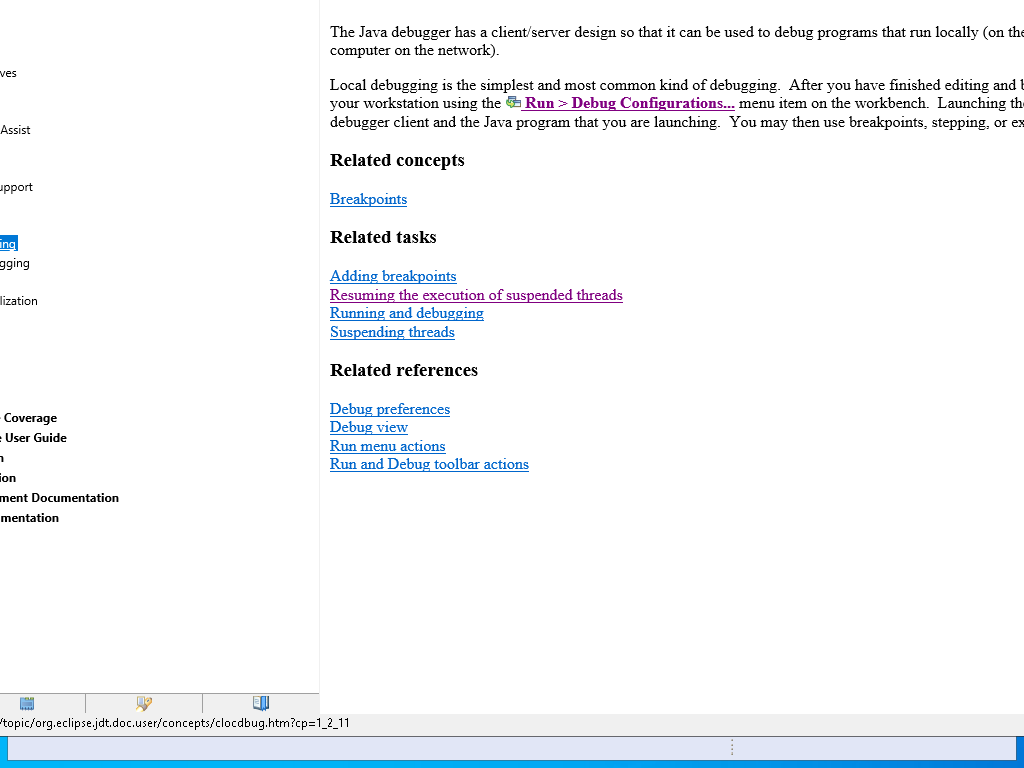 ves
Assist
upport
ing
gging
lization
Coverage
User Guide
ion
ment Documentation
mentation
The Java debugger has a client/server design so that it can be used to debug programs that run locally (on the
computer on the network).
Local debugging is the simplest and most common kind of debugging. After you have finished editing and b
your workstation using the Run > Debug Configurations... menu item on the workbench. Launching the
debugger client and the Java program that you are launching. You may then use breakpoints, stepping, or ex
Related concepts
Breakpoints
Related tasks
Adding breakpoints
Resuming the execution of suspended threads
Running and debugging
Suspending threads
Related references
Debug preferences
Debug view
Run menu actions
Run and Debug toolbar actions
/topic/org.eclipse.jdt.doc.user/concepts/clocdbug.htm?cp=1_2_11